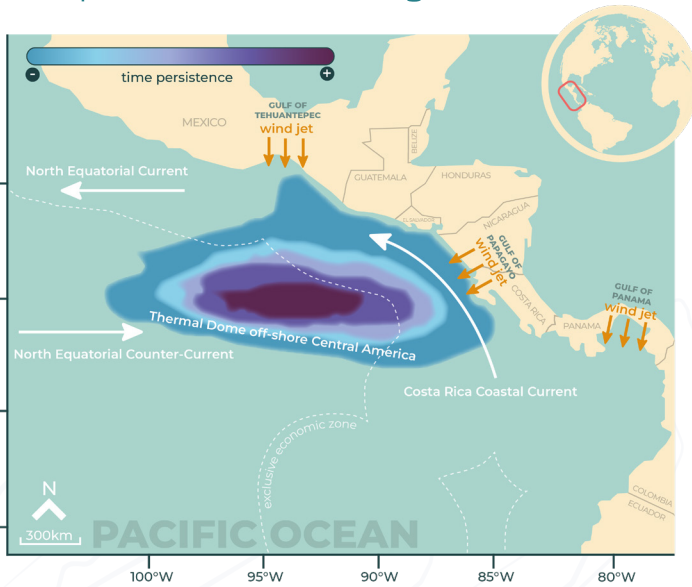 -
+
time persistence
MEXICO
GULF OF
TEHUANTEPEC
wind jet
BELIZE
GUATEMALA
HONDURAS
EL SALVADOR
NICARAGUA
North Equatorial Current
GULF OF
PAPAGAYO
wind jet
COSTA RICA
GULF OF
PANAMA
wind jet
PANAMA
Thermal Dome off-shore Central América
North Equatorial Counter-Current
Costa Rica Coastal Current
exclusive economic zone
COLOMBIA
ECUADOR
N
300km
PACIFIC OCEAN
100°W
95°W
90°W
85°W
80°W